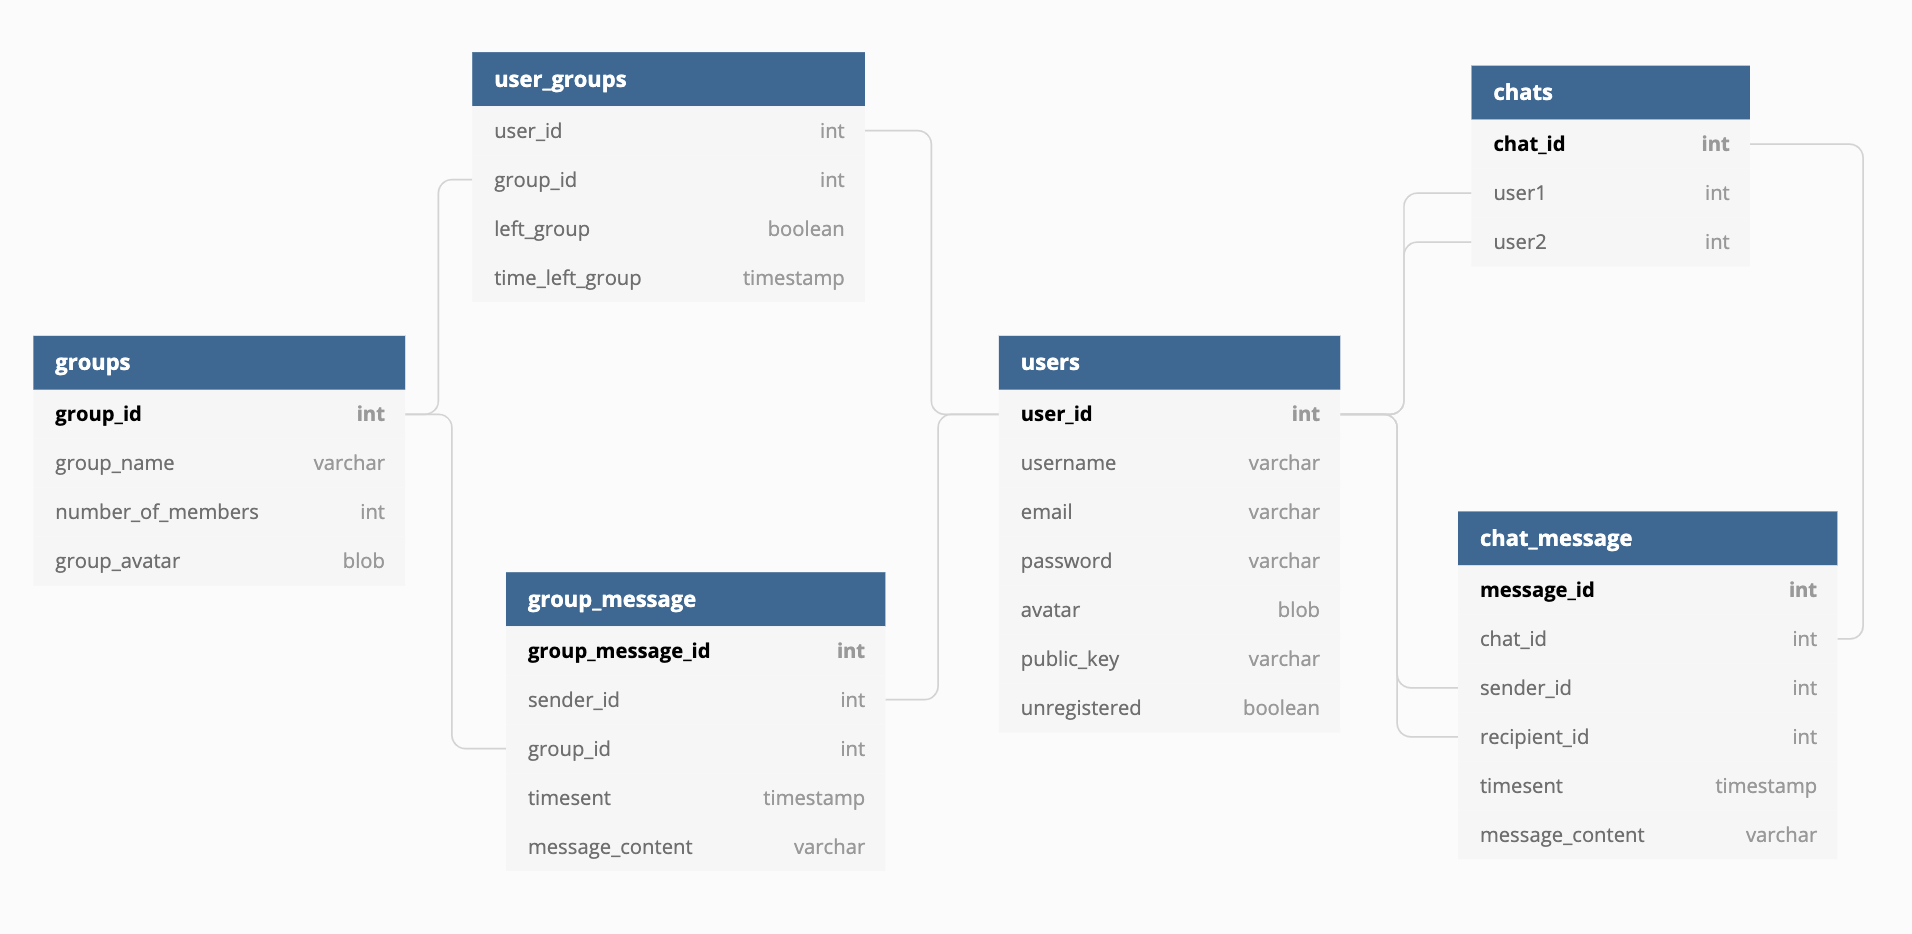 user_groups
user_id int
group_id int
left_group boolean
time_left_group timestamp
chats
chat_id int
user1 int
user2 int
groups
group_id int
group_name varchar
number_of_members int
group_avatar blob
users
user_id int
username varchar
email varchar
password varchar
avatar blob
public_key varchar
unregistered boolean
group_message
group_message_id int
sender_id int
group_id int
timesent timestamp
message_content varchar
chat_message
message_id int
chat_id int
sender_id int
recipient_id int
timesent timestamp
message_content varchar